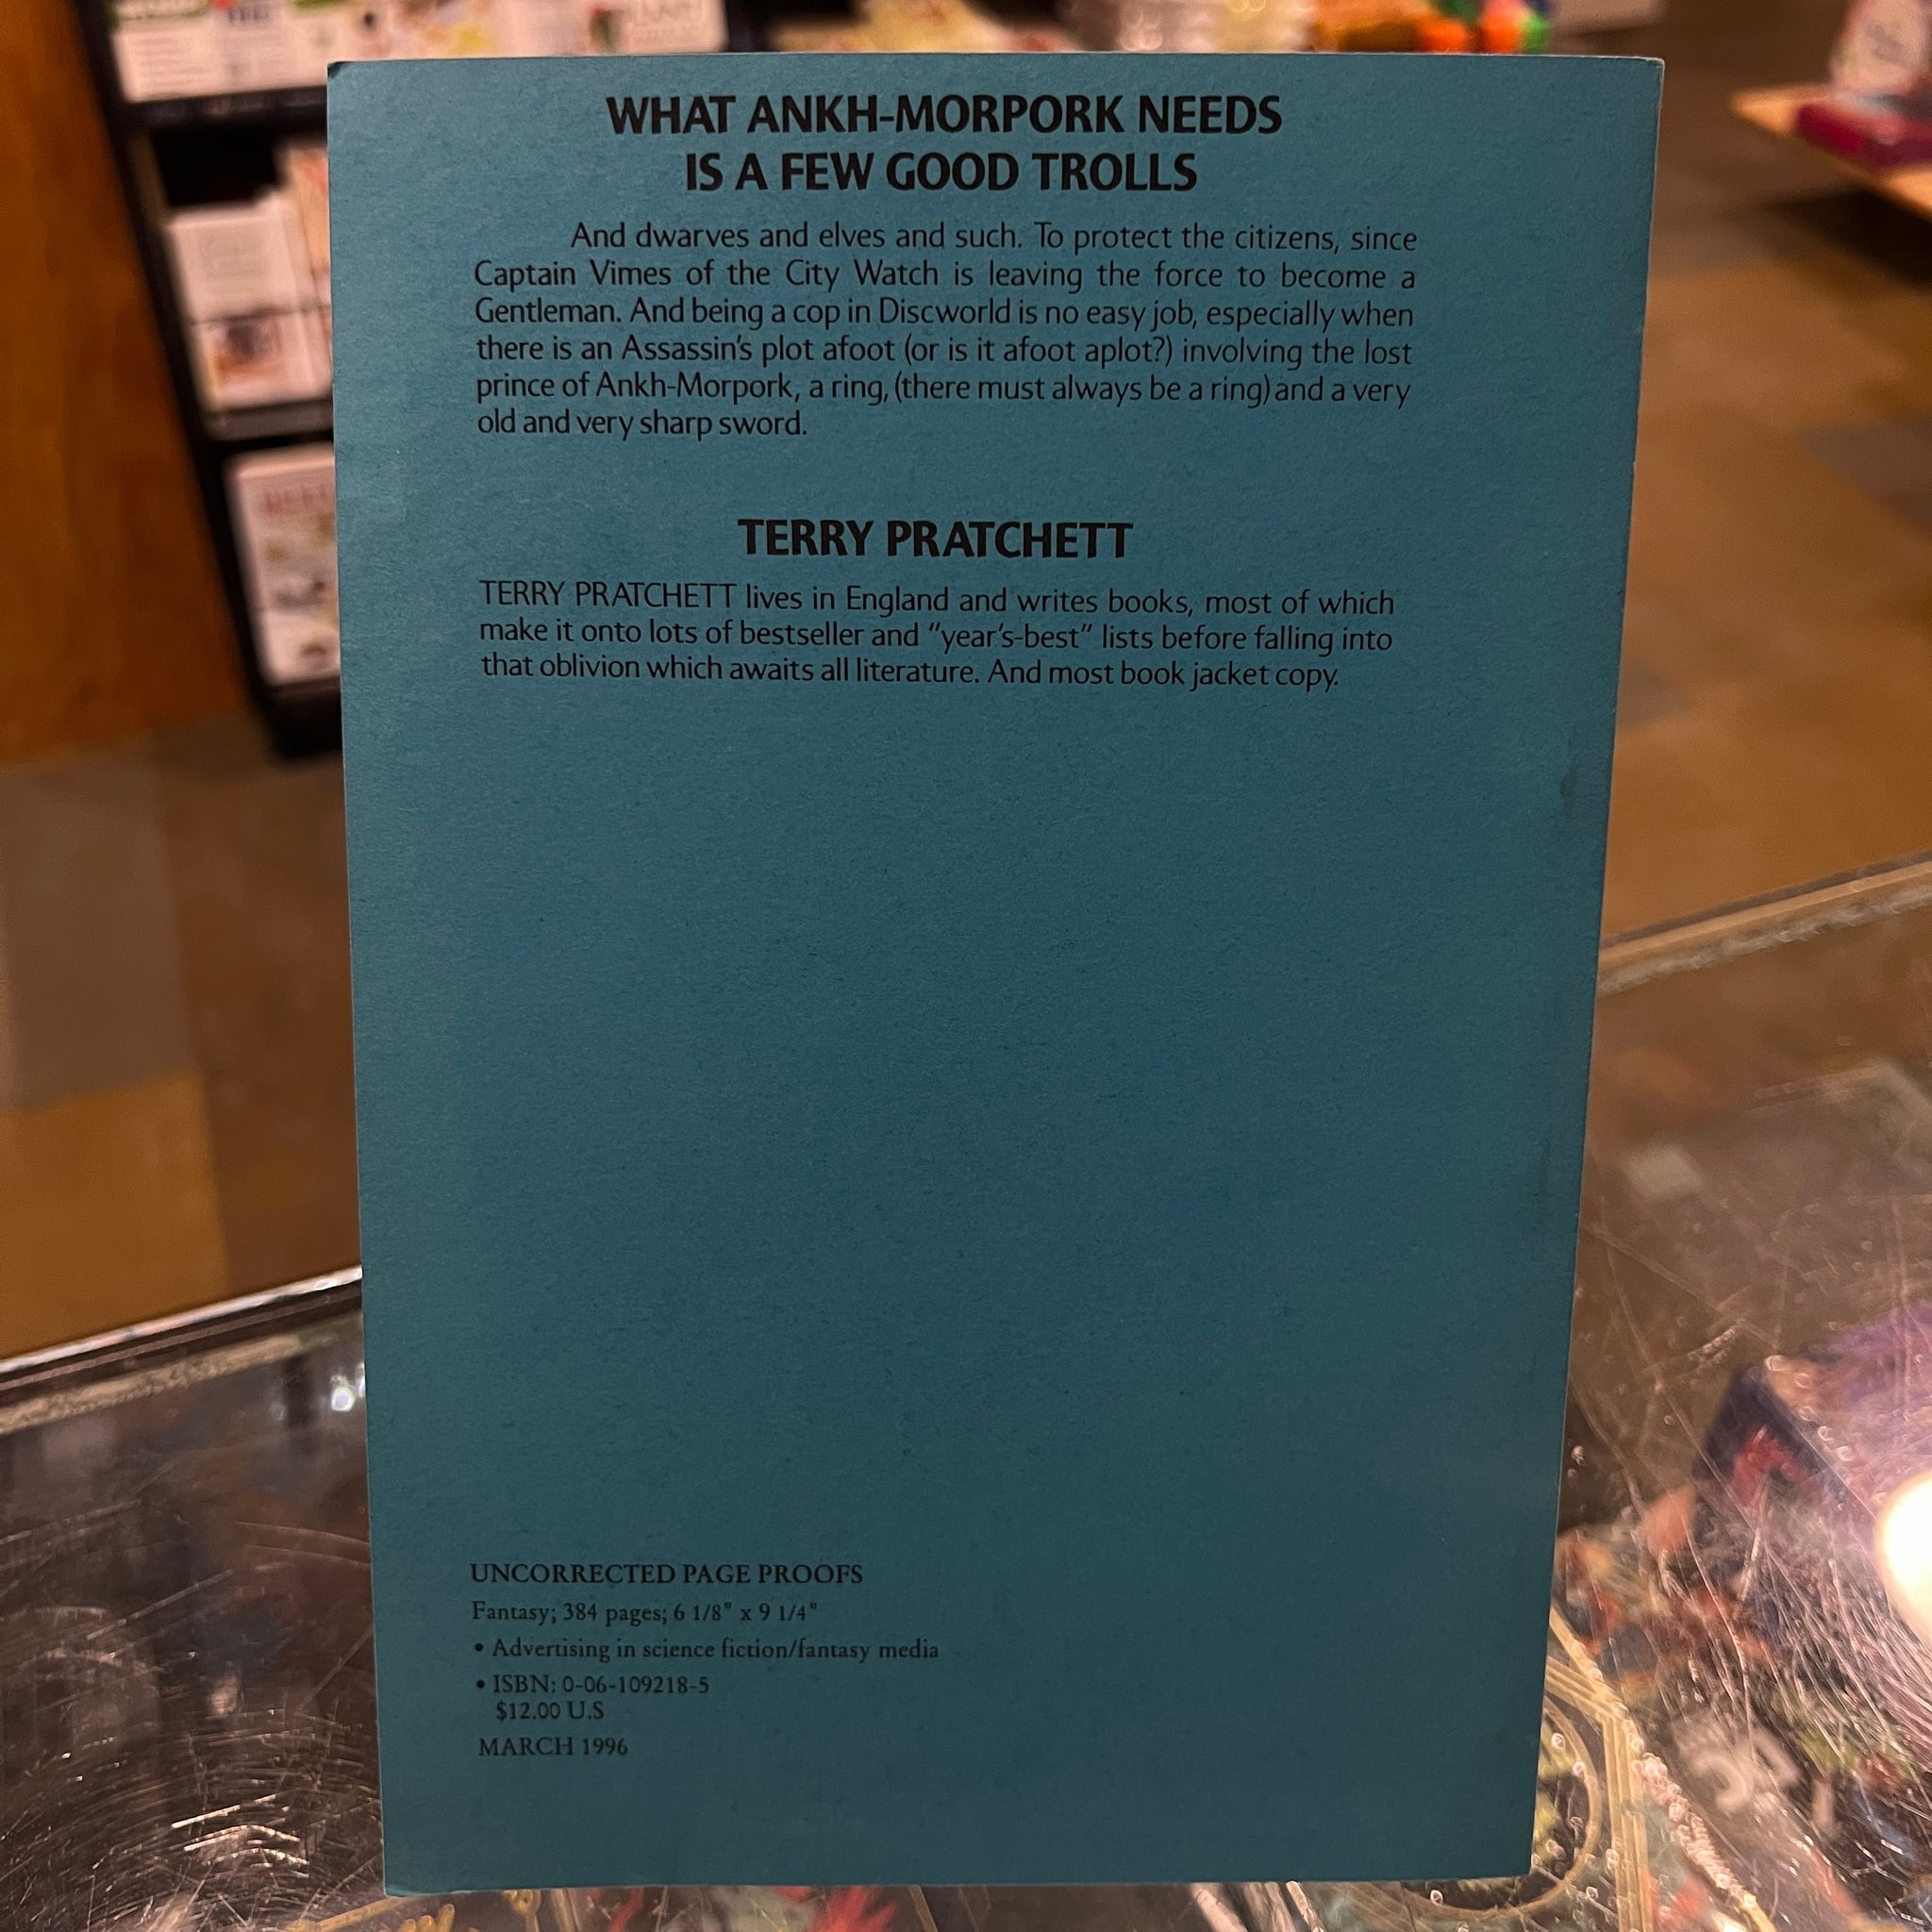 WHAT ANKH-MORPORK NEEDS
IS A FEW GOOD TROLLS
And dwarves and elves and such. To protect the citizens, since
Captain Vimes of the City Watch is leaving the force to become a
Gentleman. And being a cop in Discworld is no easy job, especially when
there is an Assassin's plot afoot (or is it afoot aplot?) involving the lost
prince of Ankh-Morpork, a ring, (there must always be a ring) and a very
old and very sharp sword.
TERRY PRATCHETT
TERRY PRATCHETT lives in England and writes books, most of which
make it onto lots of bestseller and "year's-best" lists before falling into
that oblivion which awaits all literature. And most book jacket copy.
UNCORRECTED PAGE PROOFS
Fantasy; 384 pages; 6 1/8" x 9 1/4"
• Advertising in science fiction/fantasy media
• ISBN: 0-06-109218-5
$12.00 U.S
MARCH 1996